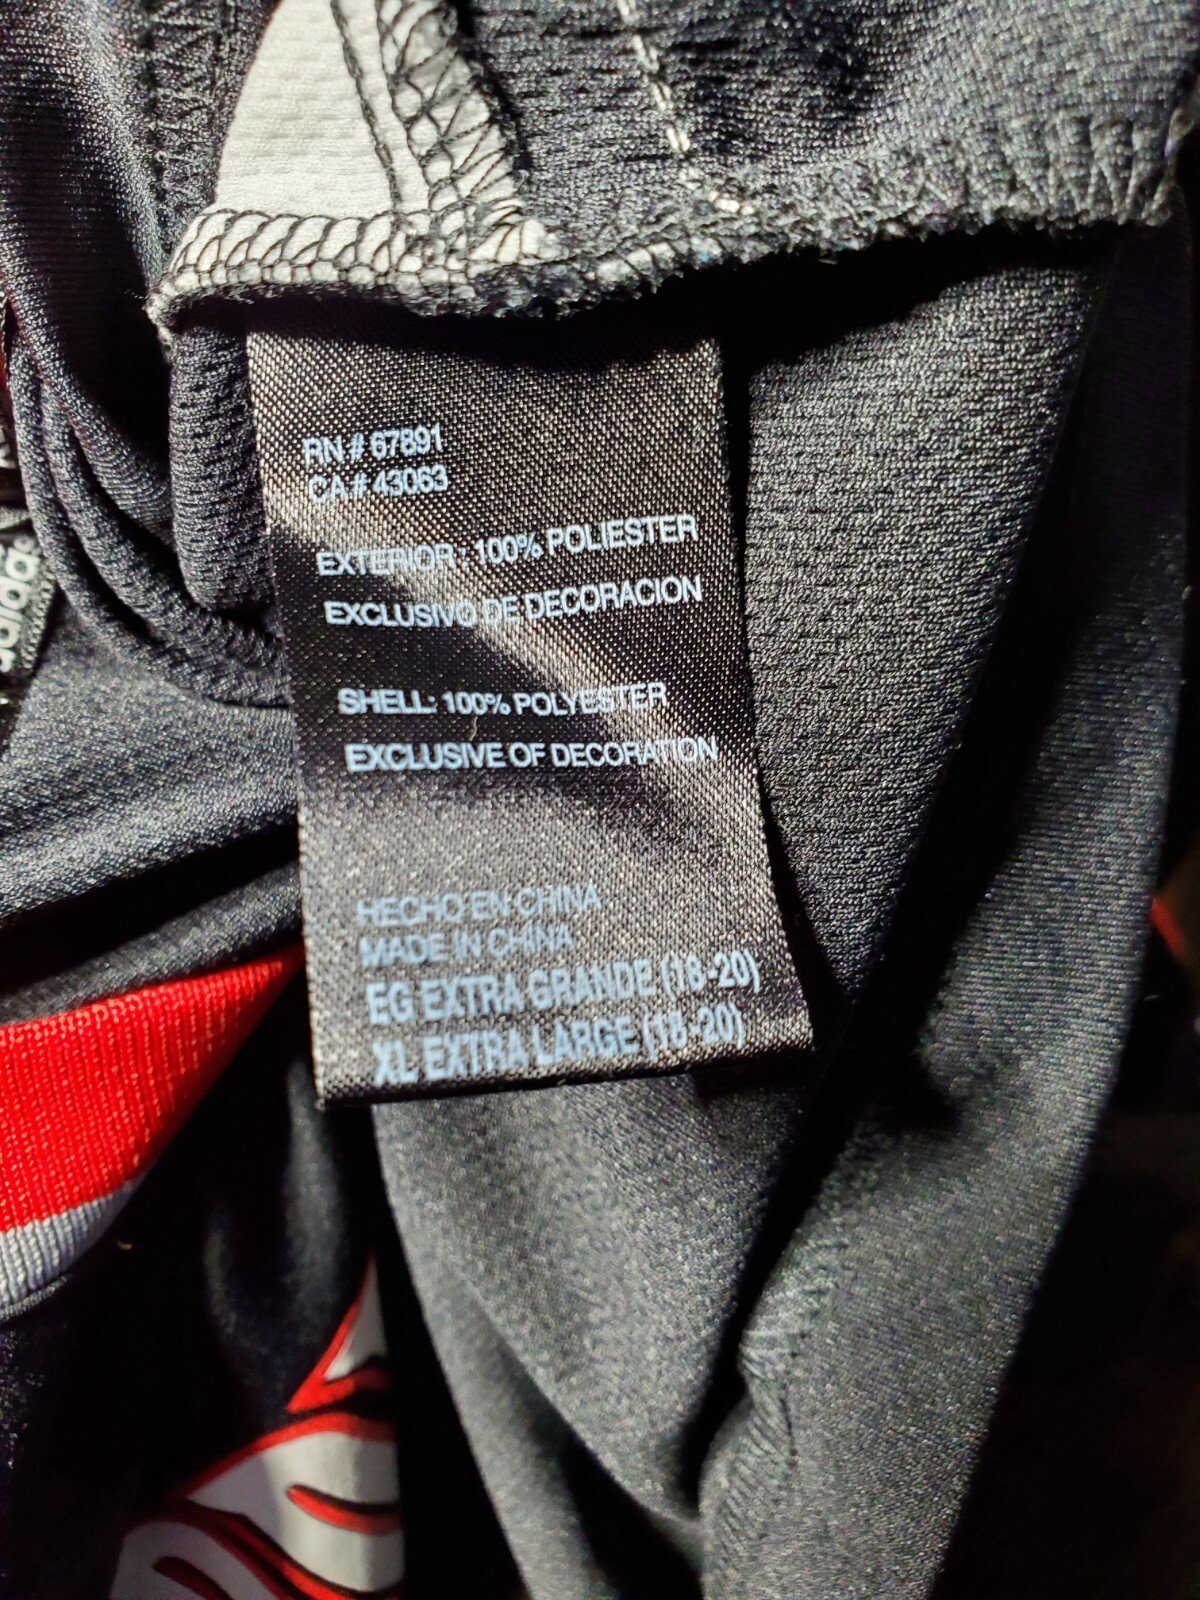 RN # 67891
CA # 43063
EXTERIOR : 100% POLIESTER
EXCLUSIVO DE DECORACION
SHELL: 100% POLYESTER
EXCLUSIVE OF DECORATION
HECHO EN CHINA
MADE IN CHINA
EG EXTRA GRANDE (18-20)
XL EXTRA LARGE (18-20)
adidas